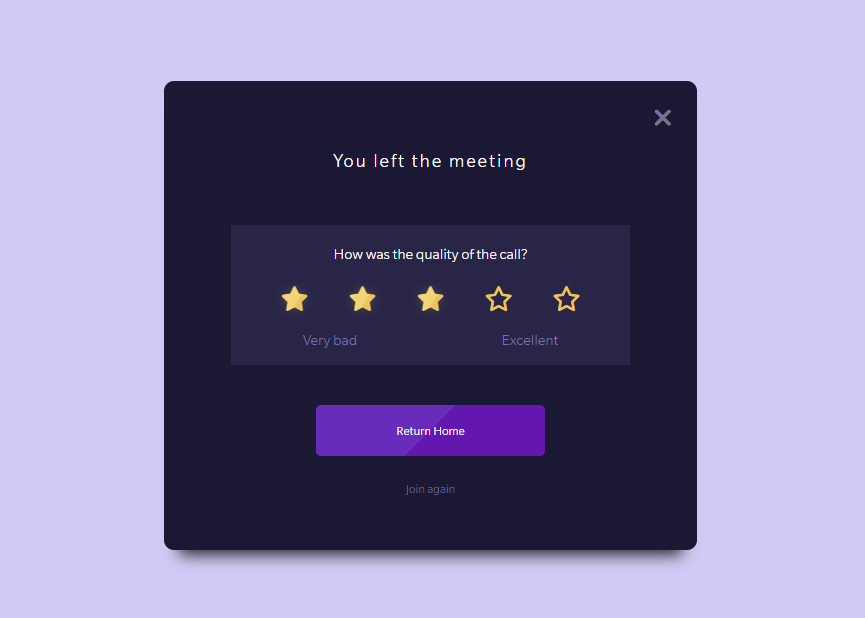 You left the meeting
How was the quality of the call?
Very bad
Excellent
Return Home
Join again